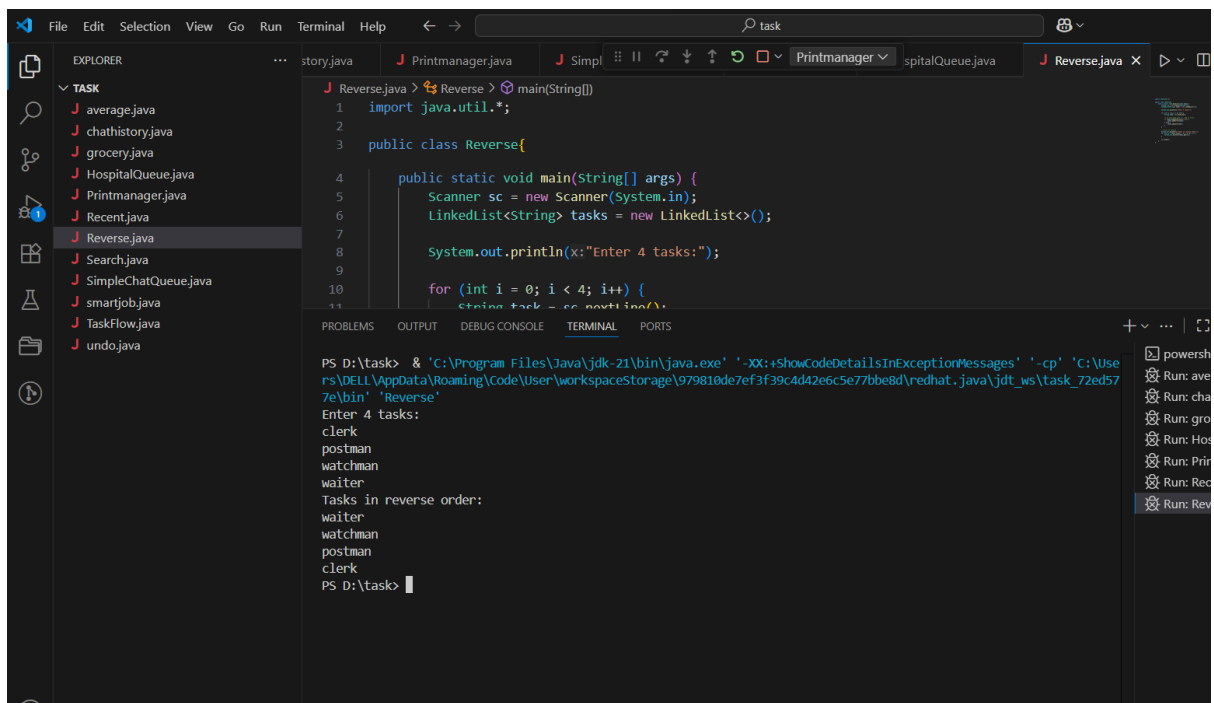 File Edit Selection View Go Run Terminal Help
task
EXPLORER
TASK
average.java
chathistory.java
grocery.java
HospitalQueue.java
Printmanager.java
Recent.java
Reverse.java
Search.java
SimpleChatQueue.java
smartjob.java
TaskFlow.java
undo.java
1
story.java Printmanager.java Simpl Printmanager spitalQueue.java Reverse.java
Reverse.java > Reverse > main(String[])
1 import java.util.*;
2
3 public class Reverse{
4 public static void main(String[] args) {
5 Scanner sc = new Scanner(System.in);
6 LinkedList<String> tasks = new LinkedList<>();
7
8 System.out.println(x:"Enter 4 tasks:");
9
10 for (int i = 0; i < 4; i++) {
11 String task = sc.nextLine();
PROBLEMS OUTPUT DEBUG CONSOLE TERMINAL PORTS
PS D:\task> & 'C:\Program Files\Java\jdk-21\bin\java.exe' '-XX:+ShowCodeDetailsInExceptionMessages' '-cp' 'C:\Use
rs\DELL\AppData\Roaming\Code\User\workspaceStorage\979810de7ef3f39c4d42e6c5e77bbe8d\redhat.java\jdt_ws\task_72ed57
7e\bin' 'Reverse'
Enter 4 tasks:
clerk
postman
watchman
waiter
Tasks in reverse order:
waiter
watchman
postman
clerk
PS D:\task>
powersh
Run: ave
Run: cha
Run: gro
Run: Hos
Run: Prin
Run: Rec
Run: Rev